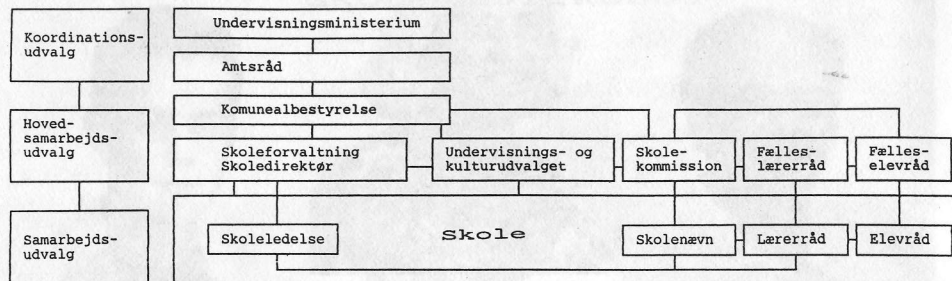 Koordinations-
udvalg
Undervisningsministerium
Amtsråd
Komunealbestyrelse
Hoved-
samarbejds-
udvalg
Skoleforvaltning
Skoledirektør
Undervisnings- og
kulturudvalget
Skole-
kommission
Fælles-
lærerråd
Fælles-
elevråd
Samarbejds-
udvalg
Skoleledelse
Skole
Skolenævn
Lærerråd
Elevråd